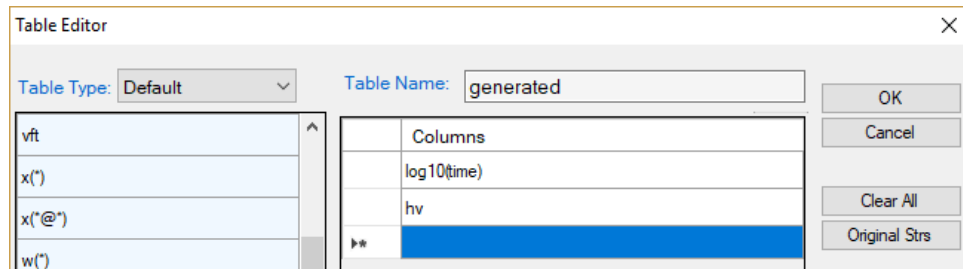 Table Editor
Table Type: Default
Table Name: generated
OK
Cancel
Clear All
Original Strs
vft
x(*)
x(*@*)
w(*)
Columns
log10(time)
hv